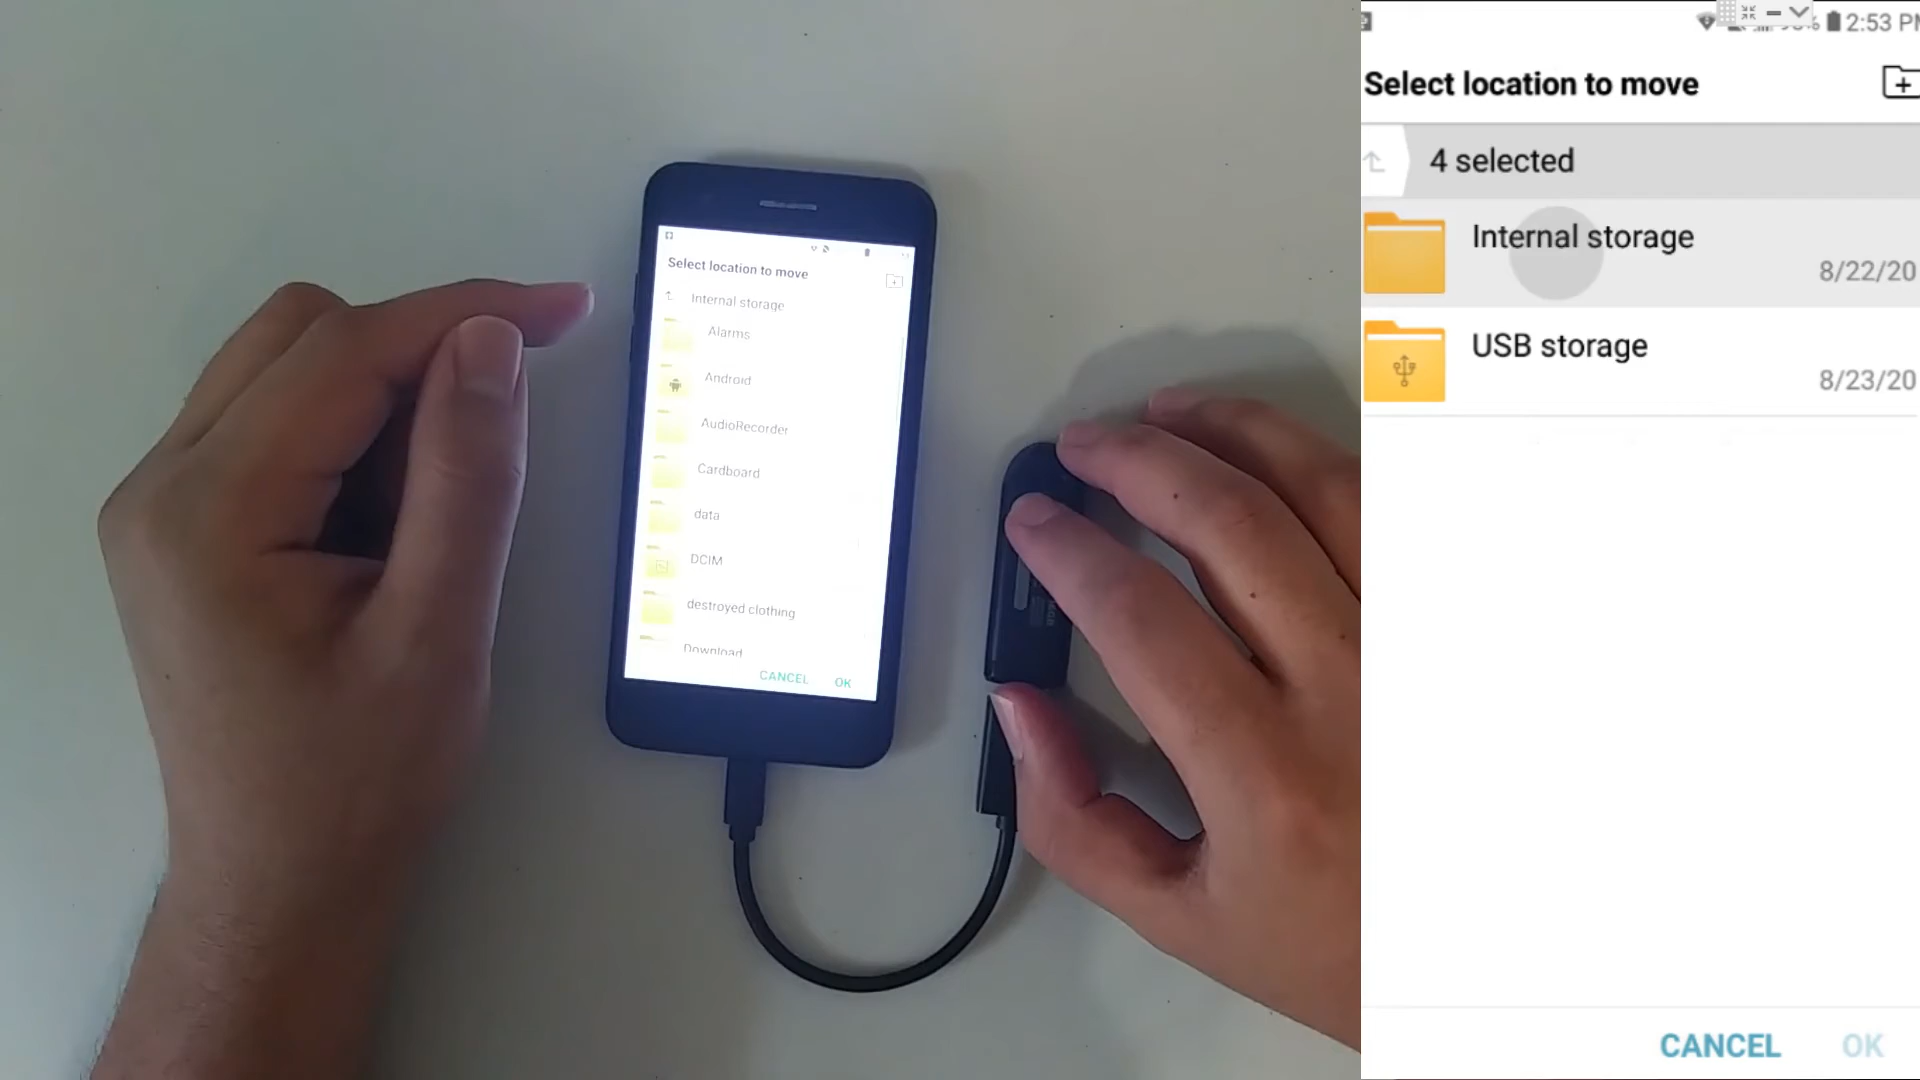 Select location to move
Internal storage
Alarms
Android
AudioRecorder
Cardboard
data
DCIM
destroyed clothing
Download
CANCEL OK
2:53 PM
Select location to move
4 selected
Internal storage
8/22/20
USB storage
8/23/20
CANCEL OK